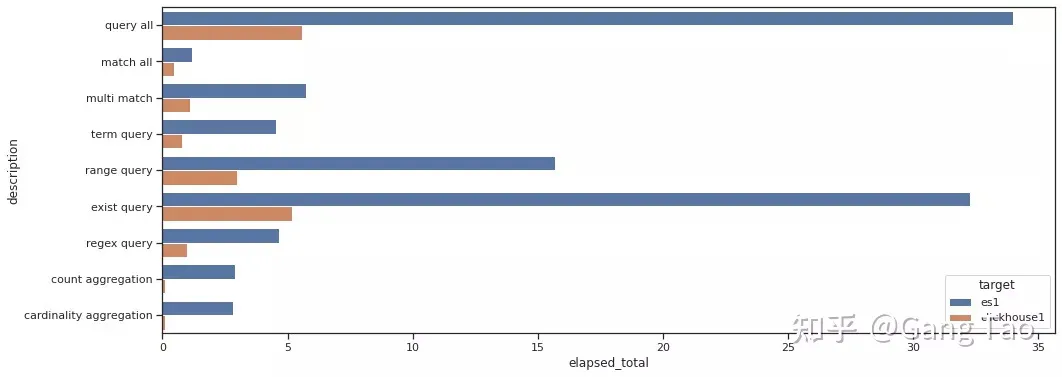 description
query all
match all
multi match
term query
range query
exist query
regex query
count aggregation
cardinality aggregation
target
es1
clickhouse1
知乎 @Gang Tao
0 5 10 15 20 25 30 35
elapsed_total